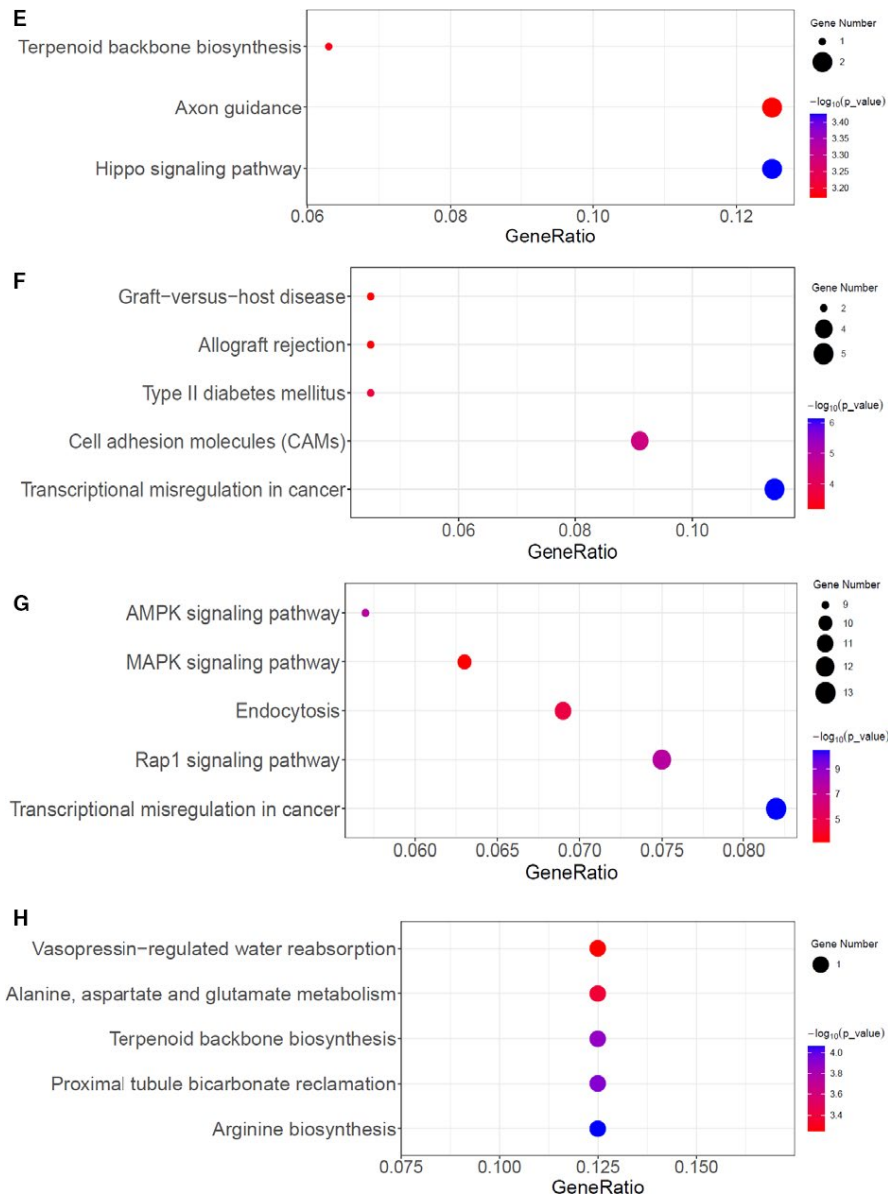 E
Terpenoid backbone biosynthesis
Axon guidance
Hippo signaling pathway
0.06 0.08 0.10 0.12
GeneRatio
Gene Number
1
2
−log10(p_value)
3.40
3.35
3.30
3.25
3.20
F
Graft−versus−host disease
Allograft rejection
Type II diabetes mellitus
Cell adhesion molecules (CAMs)
Transcriptional misregulation in cancer
0.06 0.08 0.10
GeneRatio
Gene Number
2
4
5
−log10(p_value)
6
5
4
G
AMPK signaling pathway
MAPK signaling pathway
Endocytosis
Rap1 signaling pathway
Transcriptional misregulation in cancer
0.060 0.065 0.070 0.075 0.080
GeneRatio
Gene Number
9
10
11
12
13
−log10(p_value)
9
7
5
H
Vasopressin−regulated water reabsorption
Alanine, aspartate and glutamate metabolism
Terpenoid backbone biosynthesis
Proximal tubule bicarbonate reclamation
Arginine biosynthesis
0.075 0.100 0.125 0.150
GeneRatio
Gene Number
1
−log10(p_value)
4.0
3.8
3.6
3.4